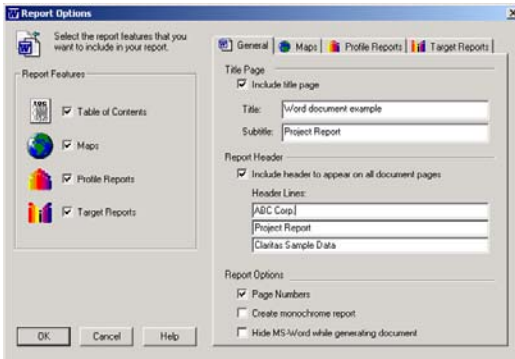 Report Options
Select the report features that you
want to include in your report.
Report Features
Table of Contents
Maps
Profile Reports
Target Reports
OK
Cancel
Help
General
Maps
Profile Reports
Target Reports
Title Page
Include title page
Title:
Word document example
Subtitle:
Project Report
Report Header
Include header to appear on all document pages
Header Lines:
ABC Corp.
Project Report
Claritas Sample Data
Report Options
Page Numbers
Create monochrome report
Hide MS-Word while generating document